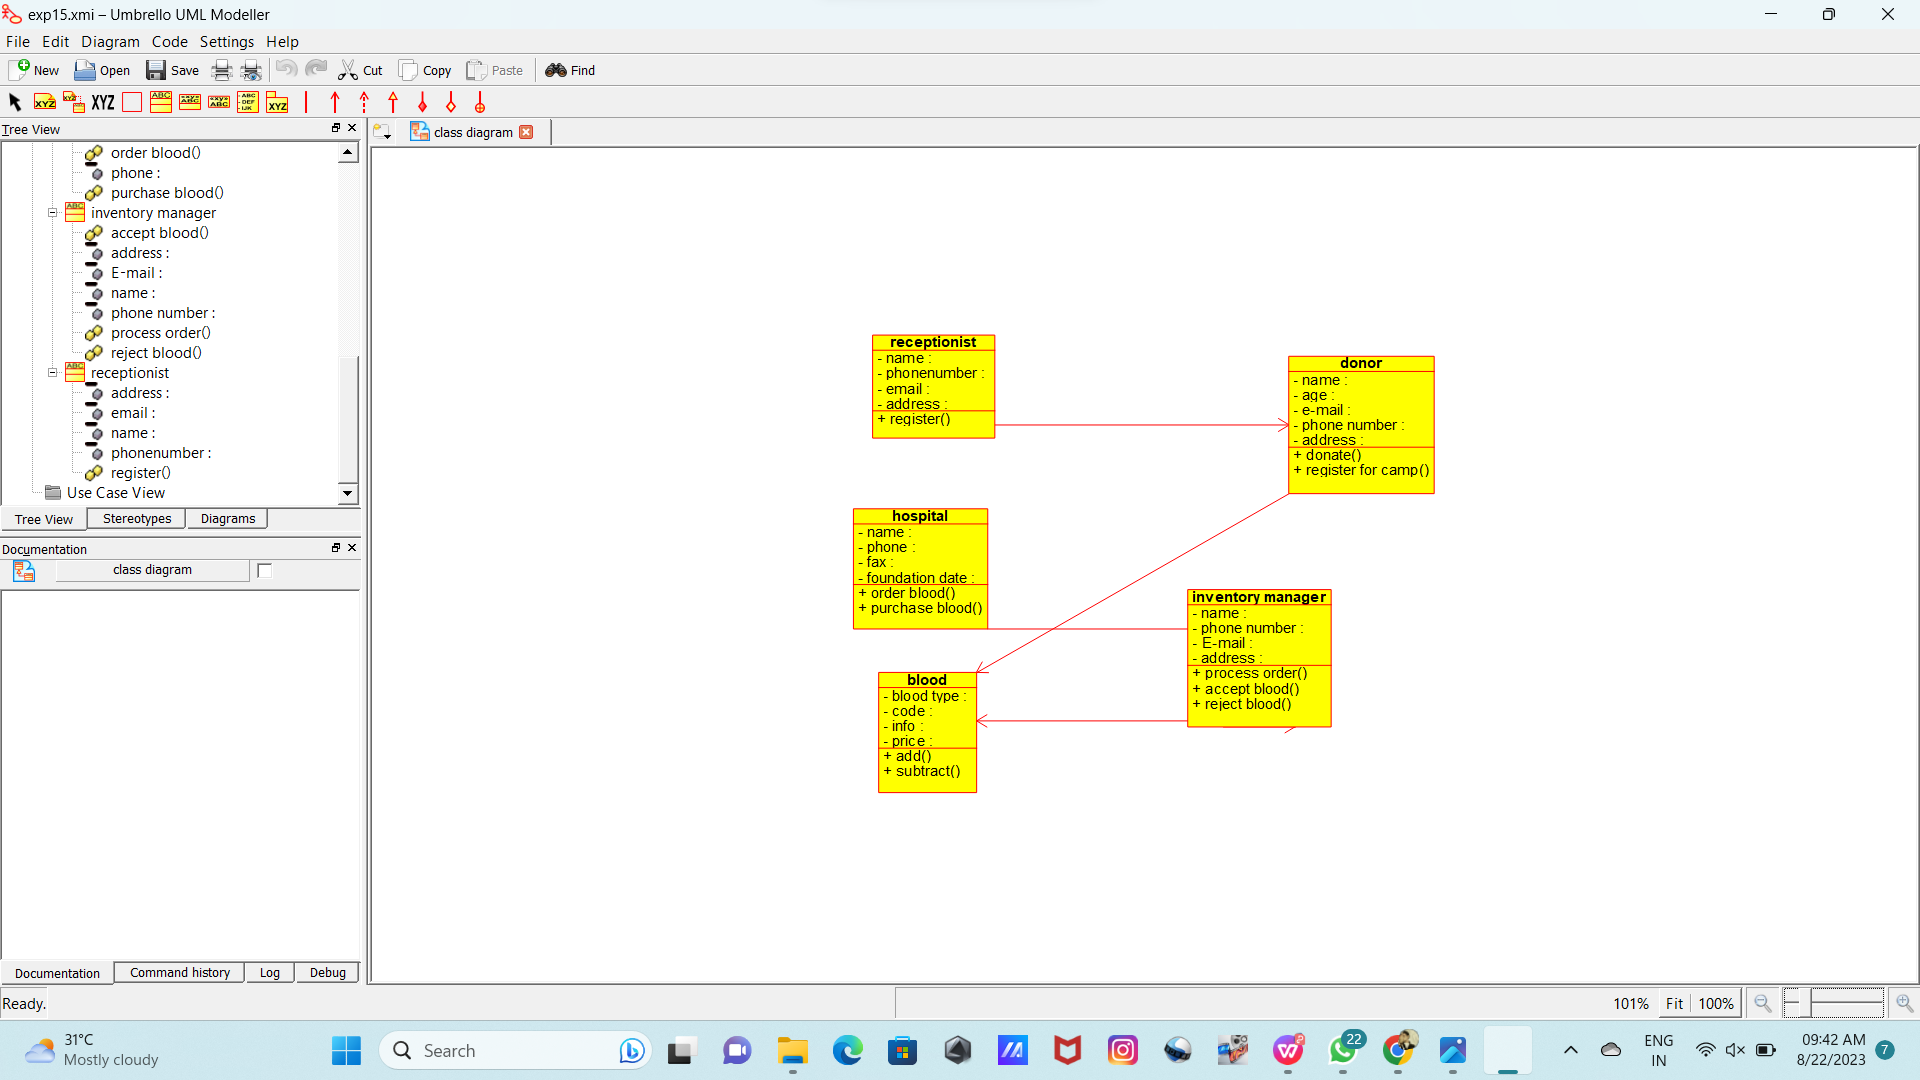 exp15.xmi – Umbrello UML Modeller
File Edit Diagram Code Settings Help
New Open Save Cut Copy Paste Find
XYZ
Tree View
order blood()
phone :
purchase blood()
inventory manager
accept blood()
address :
E-mail :
name :
phone number :
process order()
reject blood()
receptionist
address :
email :
name :
phonenumber :
register()
Use Case View
Tree View Stereotypes Diagrams
Documentation
class diagram
Documentation Command history Log Debug
class diagram
receptionist
- name :
- phonenumber :
- email :
- address :
+ register()
donor
- name :
- age :
- e-mail :
- phone number :
- address :
+ donate()
+ register for camp()
hospital
- name :
- phone :
- fax :
- foundation date :
+ order blood()
+ purchase blood()
inventory manager
- name :
- phone number :
- E-mail :
- address :
+ process order()
+ accept blood()
+ reject blood()
blood
- blood type :
- code :
- info :
- price :
+ add()
+ subtract()
Ready.
101% Fit 100%
31°C
Mostly cloudy
Search
22
ENG
IN
09:42 AM
8/22/2023
7